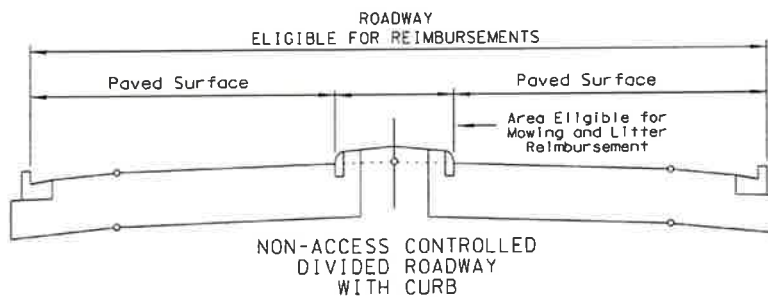 ROADWAY
ELIGIBLE FOR REIMBURSEMENTS
Paved Surface
Paved Surface
Area Eligible for
Mowing and Litter
Reimbursement
NON-ACCESS CONTROLLED
DIVIDED ROADWAY
WITH CURB